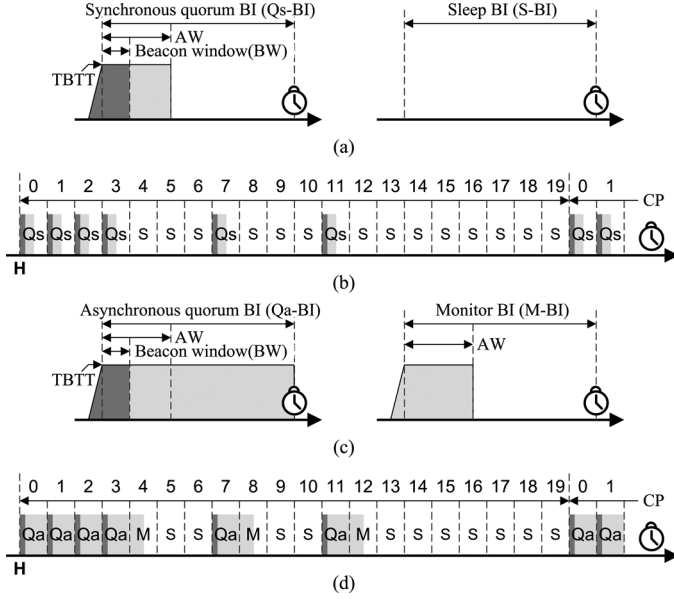 Synchronous quorum BI (Qs-BI)
AW
Beacon window(BW)
TBTT
Sleep BI (S-BI)
(a)
0 1 2 3 4 5 6 7 8 9 10 11 12 13 14 15 16 17 18 19 0 1
CP
Qs Qs Qs Qs S S S Qs S S S Qs S S S S S S S S Qs Qs
H
(b)
Asynchronous quorum BI (Qa-BI)
AW
Beacon window(BW)
TBTT
Monitor BI (M-BI)
AW
(c)
0 1 2 3 4 5 6 7 8 9 10 11 12 13 14 15 16 17 18 19 0 1
CP
Qa Qa Qa Qa M S S Qa M S S Qa M S S S S S S S Qa Qa
H
(d)